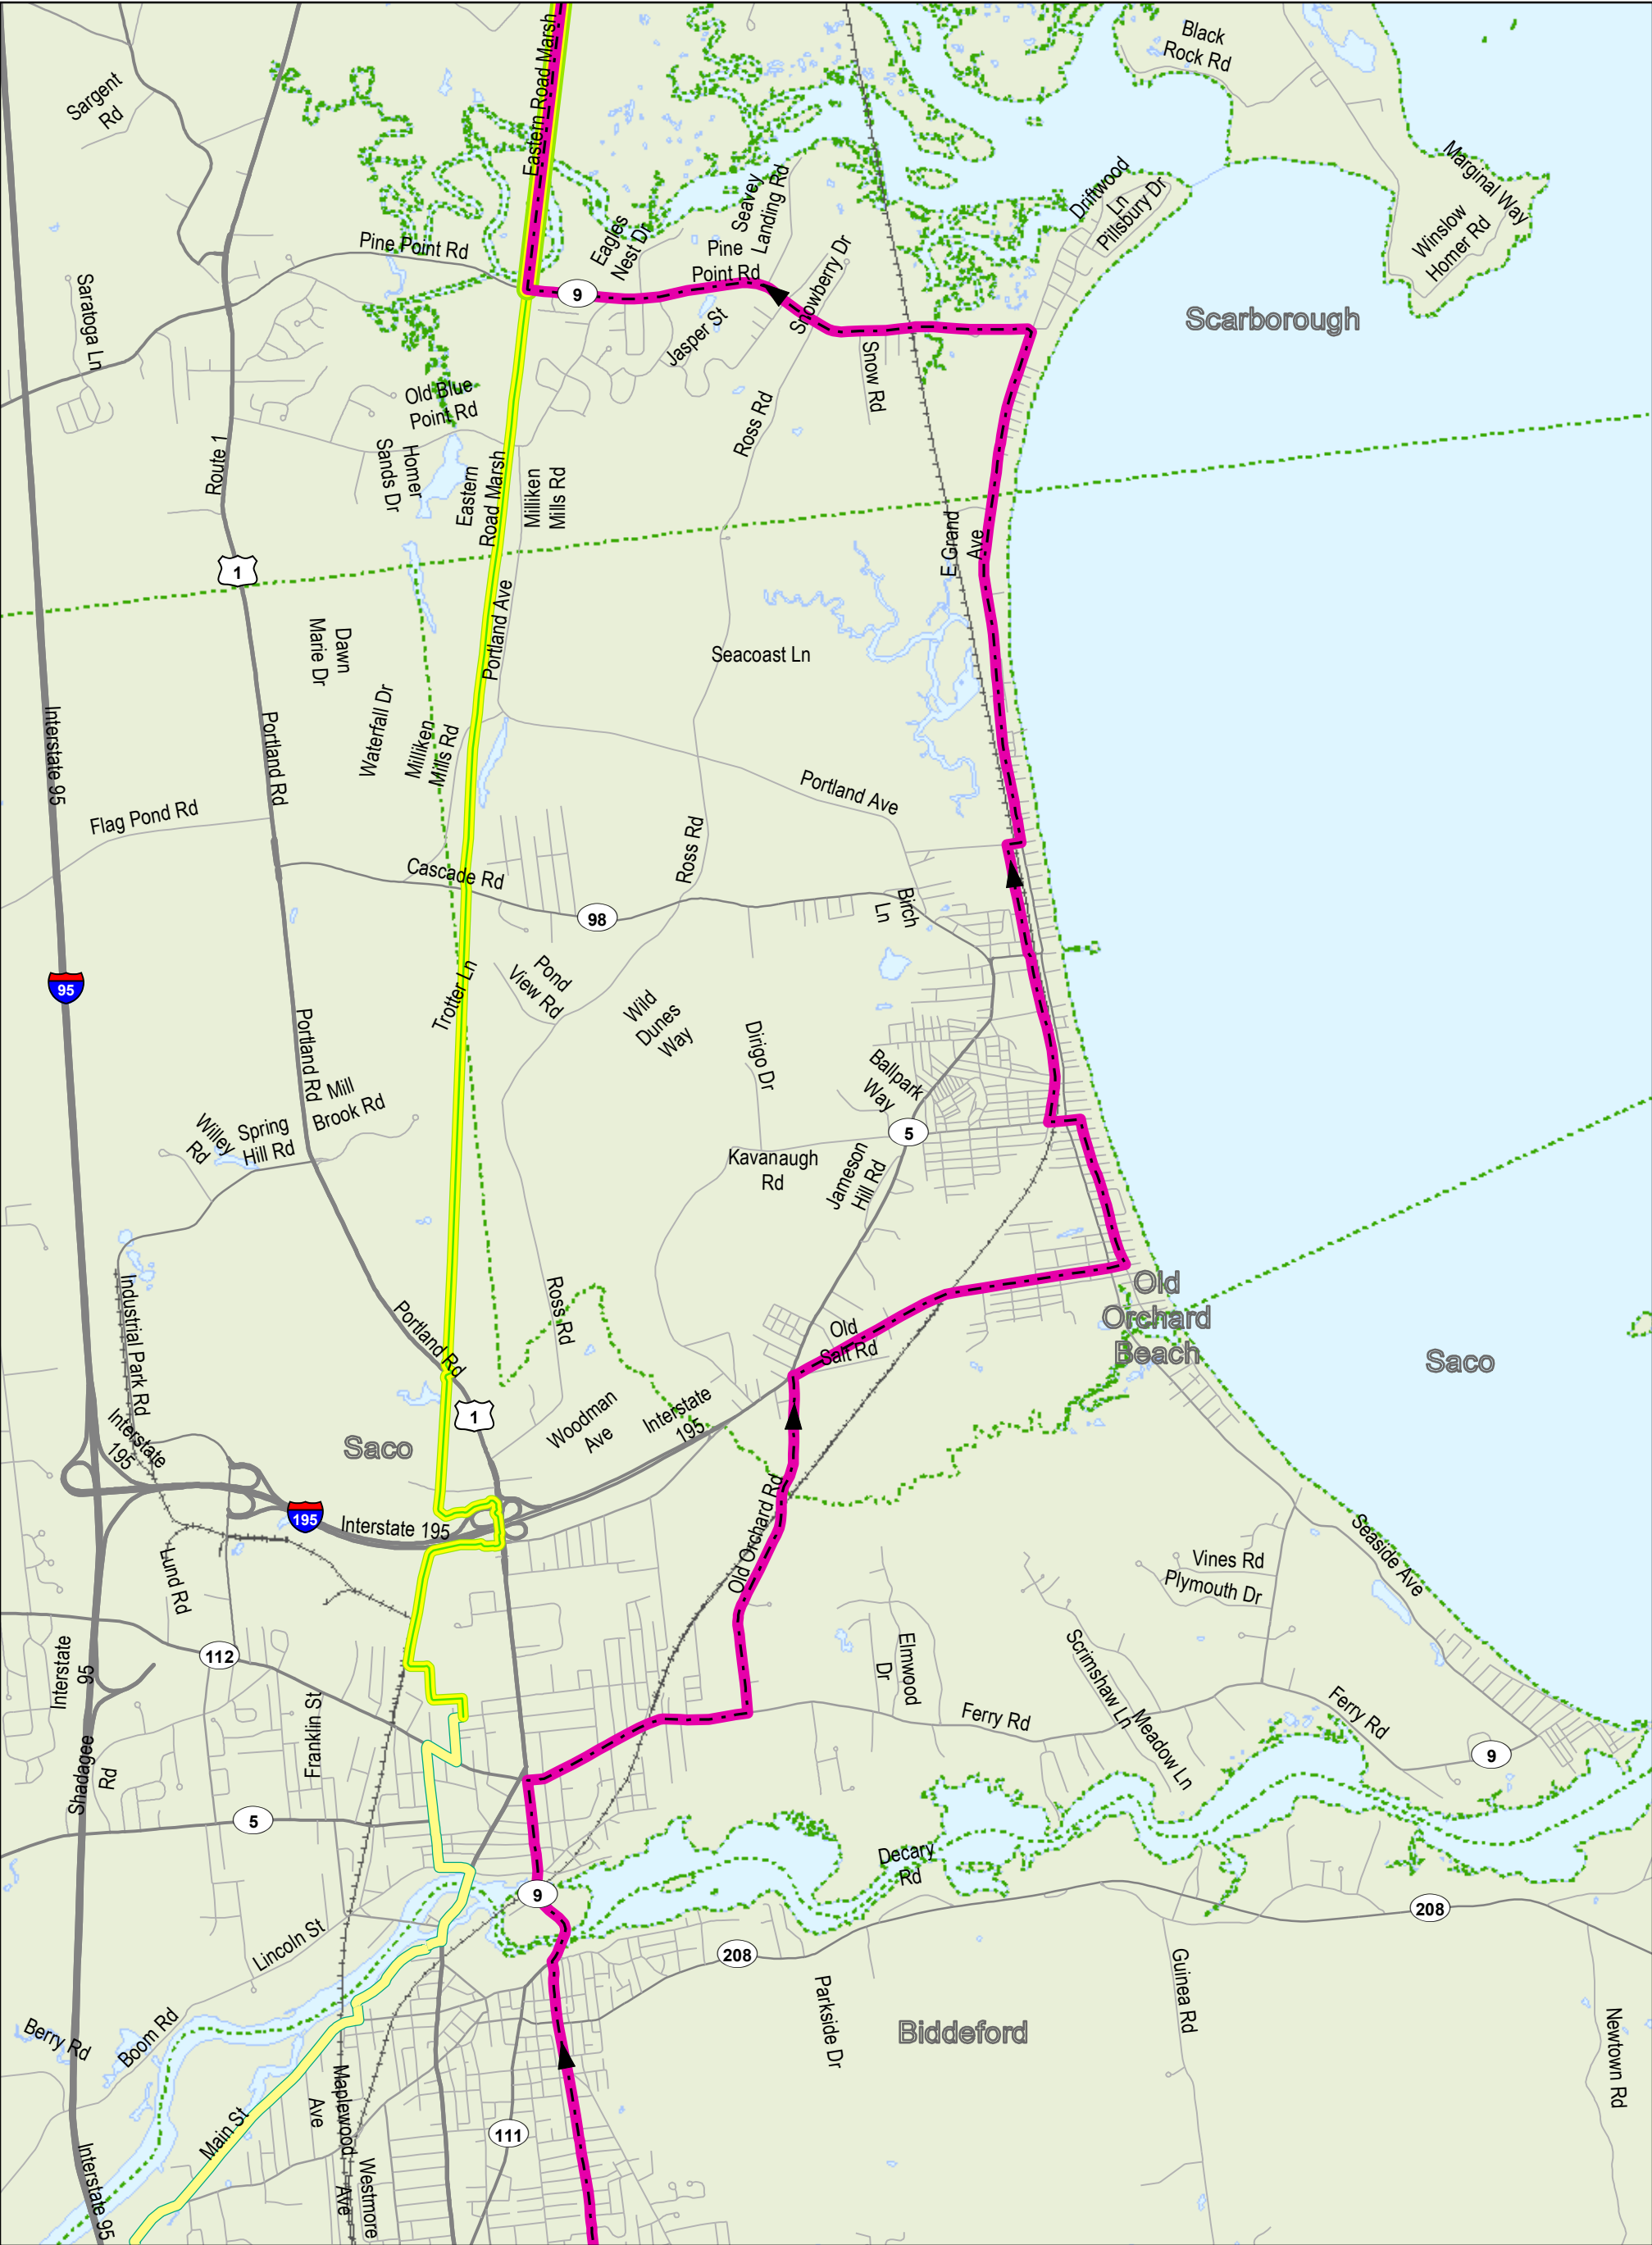 Black
Rock Rd
Sargent
Rd
Eastern Road Marsh
Marginal Way
Winslow
Homer Rd
Driftwood
Ln
Pillsbury Dr
Seavey
Landing Rd
Eagles
Nest Dr
Pine
Point Rd
Pine Point Rd
9
Snowberry Dr
Jasper St
Saratoga Ln
Scarborough
Snow Rd
Old Blue
Point Rd
Ross Rd
Route 1
Homer
Sands Dr
Eastern
Road Marsh
Milliken
Mills Rd
E Grand
Ave
1
Portland Ave
Dawn
Marie Dr
Seacoast Ln
Waterfall Dr
Milliken
Mills Rd
Interstate 95
Portland Rd
Portland Ave
Flag Pond Rd
Ross Rd
Cascade Rd
98
Birch
Ln
95
Trotter Ln
Pond
View Rd
Wild
Dunes
Way
Dirigo Dr
Portland Rd
Mill
Brook Rd
Ballpark
Way
Willey
Rd
Spring
Hill Rd
5
Kavanaugh
Rd
Jameson
Hill Rd
Industrial Park Rd
Portland Rd
Ross Rd
Old
Orchard
Beach
Old
Salt Rd
Saco
1
Woodman
Ave
Interstate
195
Interstate
195
Saco
195
Interstate 195
Old Orchard Rd
Seaside Ave
Vines Rd
Plymouth Dr
Lund Rd
112
Interstate
95
Elmwood
Dr
Scrimshaw Ln
Meadow Ln
Franklin St
Ferry Rd
Ferry Rd
9
Shadagee
Rd
5
Decary
Rd
9
208
208
Lincoln St
Guinea Rd
Parkside Dr
Biddeford
Newtown Rd
Berry Rd
Boom Rd
Main St
Maplewood
Ave
111
Interstate 95
Westmore
Ave